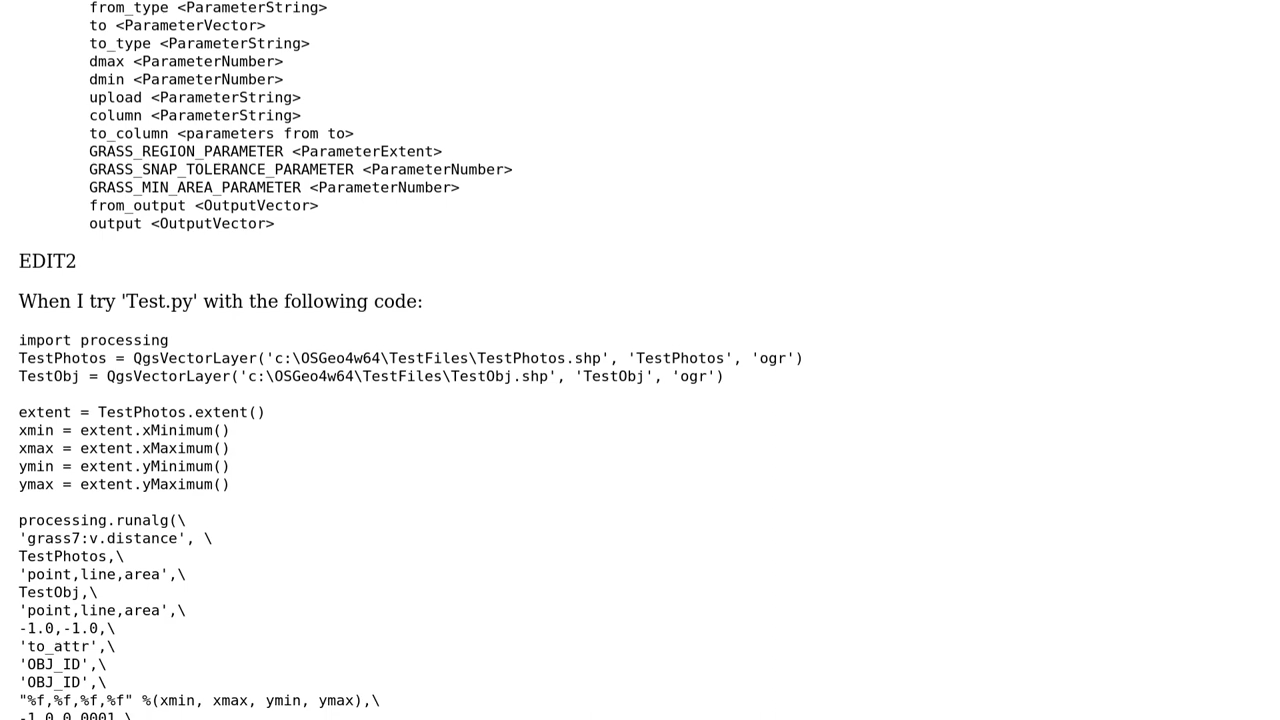 from_type <ParameterString>
to <ParameterVector>
to_type <ParameterString>
dmax <ParameterNumber>
dmin <ParameterNumber>
upload <ParameterString>
column <ParameterString>
to_column <parameters from to>
GRASS_REGION_PARAMETER <ParameterExtent>
GRASS_SNAP_TOLERANCE_PARAMETER <ParameterNumber>
GRASS_MIN_AREA_PARAMETER <ParameterNumber>
from_output <OutputVector>
output <OutputVector>
EDIT2
When I try 'Test.py' with the following code:
import processing
TestPhotos = QgsVectorLayer('c:\OSGeo4w64\TestFiles\TestPhotos.shp', 'TestPhotos', 'ogr')
TestObj = QgsVectorLayer('c:\OSGeo4w64\TestFiles\TestObj.shp', 'TestObj', 'ogr')
extent = TestPhotos.extent()
xmin = extent.xMinimum()
xmax = extent.xMaximum()
ymin = extent.yMinimum()
ymax = extent.yMaximum()
processing.runalg(\
'grass7:v.distance', \
TestPhotos,\
'point,line,area',\
TestObj,\
'point,line,area',\
-1.0,-1.0,\
'to_attr',\
'OBJ_ID',\
'OBJ_ID',\
"%f,%f,%f,%f" %(xmin, xmax, ymin, ymax),\
-1,0.0001,\